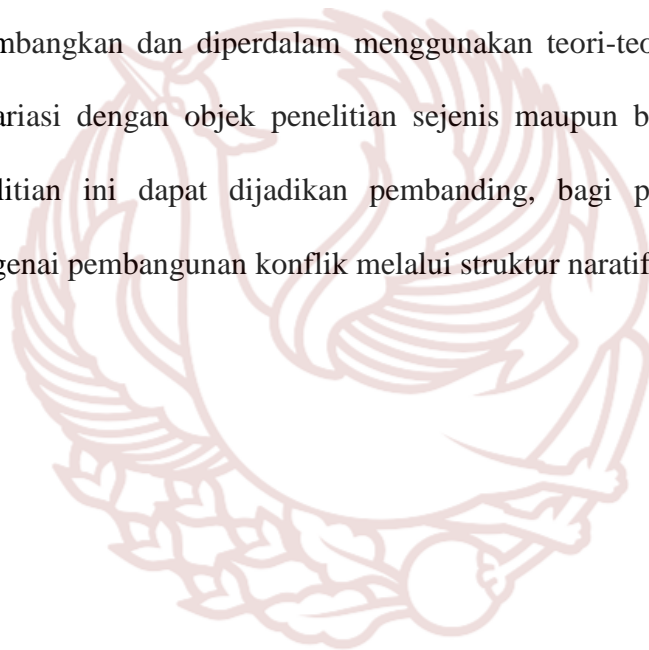 mbangkan dan diperdalam menggunakan teori-teo
ariasi dengan objek penelitian sejenis maupun b
litian ini dapat dijadikan pembanding, bagi p
genai pembangunan konflik melalui struktur naratif